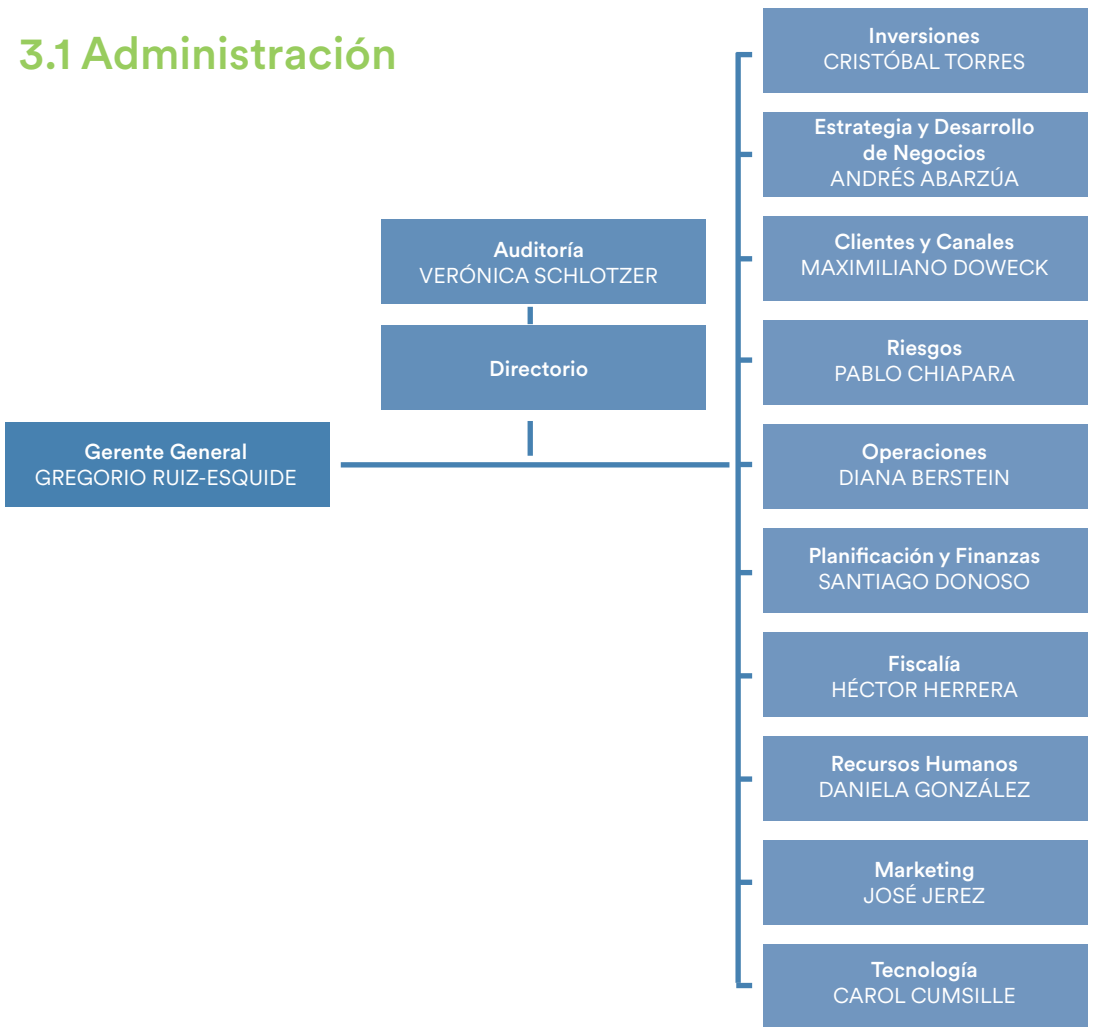 3.1 Administración
Auditoría
VERÓNICA SCHLOTZER
Directorio
Gerente General
GREGORIO RUIZ-ESQUIDE
Inversiones
CRISTÓBAL TORRES
Estrategia y Desarrollo
de Negocios
ANDRÉS ABARZÚA
Clientes y Canales
MAXIMILIANO DOWECK
Riesgos
PABLO CHIAPARA
Operaciones
DIANA BERSTEIN
Planificación y Finanzas
SANTIAGO DONOSO
Fiscalía
HÉCTOR HERRERA
Recursos Humanos
DANIELA GONZÁLEZ
Marketing
JOSÉ JEREZ
Tecnología
CAROL CUMSILLE